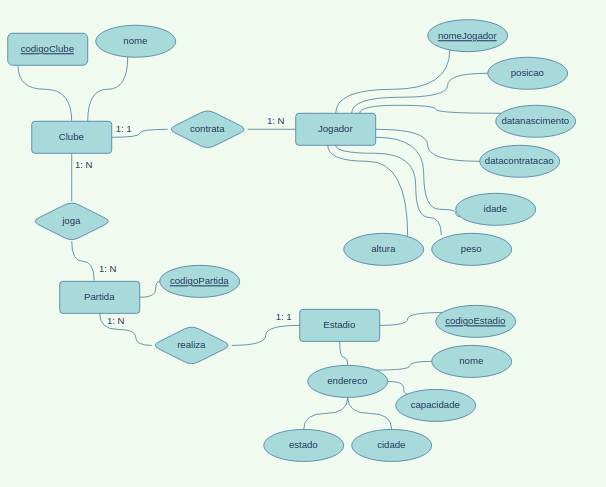 nomeJogador
codigoClube
nome
posicao
datanascimento
Clube
1: 1
contrata
1: N
Jogador
datacontratacao
1: N
idade
joga
altura
peso
1: N
codigoPartida
Partida
1: N
realiza
1: 1
Estadio
codigoEstadio
nome
endereco
capacidade
estado
cidade